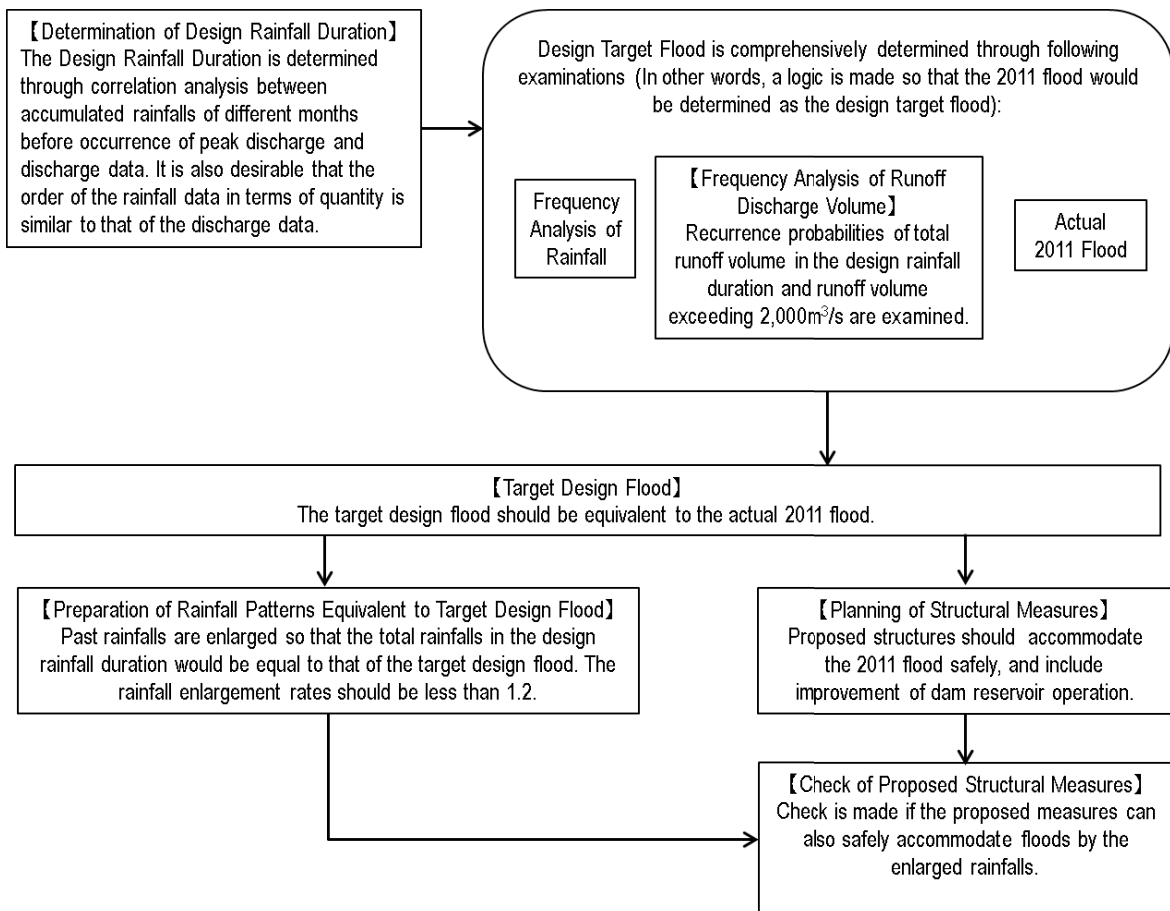 【Determination of Design Rainfall Duration】
The Design Rainfall Duration is determined
through correlation analysis between
accumulated rainfalls of different months
before occurrence of peak discharge and
discharge data. It is also desirable that the
order of the rainfall data in terms of quantity is
similar to that of the discharge data.
Design Target Flood is comprehensively determined through following
examinations (In other words, a logic is made so that the 2011 flood would
be determined as the design target flood):
Frequency
Analysis of
Rainfall
【Frequency Analysis of Runoff
Discharge Volume】
Recurrence probabilities of total
runoff volume in the design rainfall
duration and runoff volume
exceeding 2,000m³/s are examined.
Actual
2011 Flood
【Target Design Flood】
The target design flood should be equivalent to the actual 2011 flood.
【Preparation of Rainfall Patterns Equivalent to Target Design Flood】
Past rainfalls are enlarged so that the total rainfalls in the design
rainfall duration would be equal to that of the target design flood. The
rainfall enlargement rates should be less than 1.2.
【Planning of Structural Measures】
Proposed structures should accommodate
the 2011 flood safely, and include
improvement of dam reservoir operation.
【Check of Proposed Structural Measures】
Check is made if the proposed measures can
also safely accommodate floods by the
enlarged rainfalls.